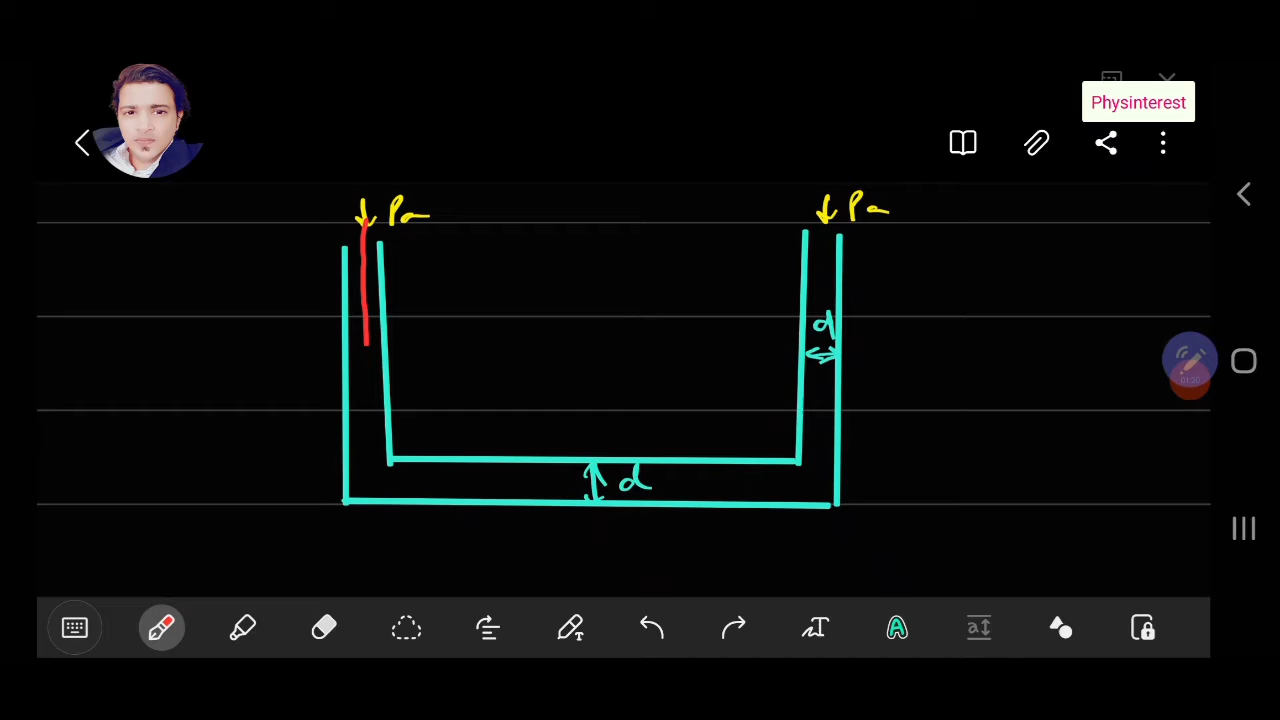 Physinterest
↓ Pa
↓ Pa
d
d